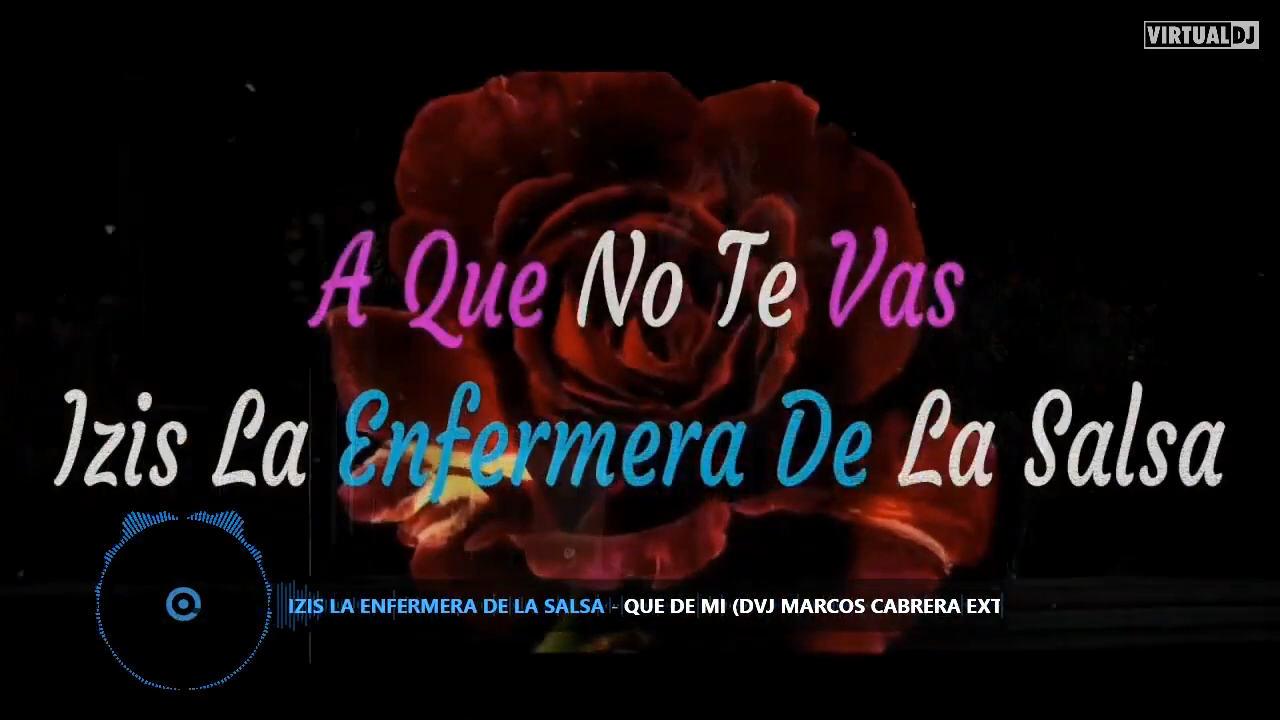 VIRTUALDJ
A Que No Te Vas
Izis La Enfermera De La Salsa
IZIS LA ENFERMERA DE LA SALSA - QUE DE MI (DVJ MARCOS CABRERA EXT